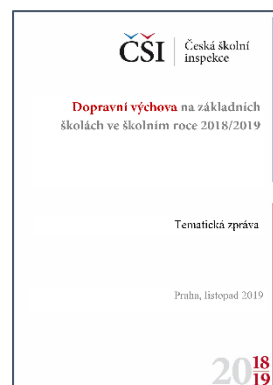 ČŠI
Česká školní
inspekce
Dopravní výchova na základních
školách ve školním roce 2018/2019
Tematická zpráva
Praha, listopad 2019
2018
19